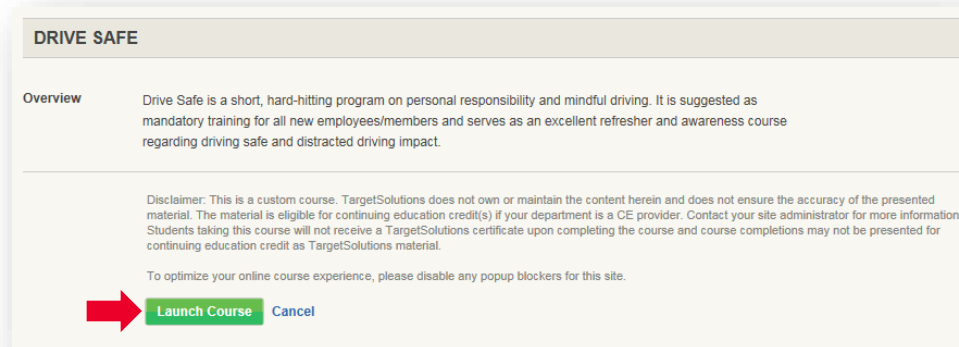 DRIVE SAFE
Overview
Drive Safe is a short, hard-hitting program on personal responsibility and mindful driving. It is suggested as
mandatory training for all new employees/members and serves as an excellent refresher and awareness course
regarding driving safe and distracted driving impact.
Disclaimer: This is a custom course. TargetSolutions does not own or maintain the content herein and does not ensure the accuracy of the presented
material. The material is eligible for continuing education credit(s) if your department is a CE provider. Contact your site administrator for more information
Students taking this course will not receive a TargetSolutions certificate upon completing the course and course completions may not be presented for
continuing education credit as TargetSolutions material.
To optimize your online course experience, please disable any popup blockers for this site.
Launch Course Cancel